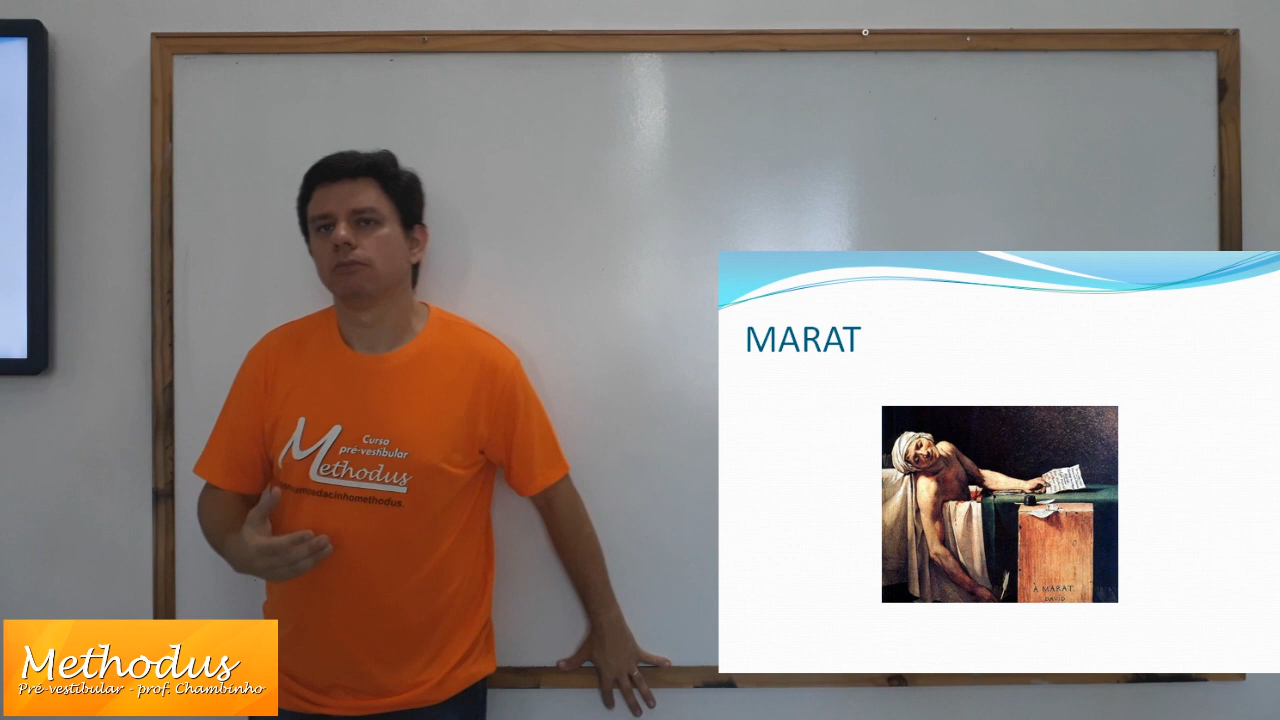 MARAT
À MARAT.
DAVID
Curso
pré-vestibular
Methodus
Methodus
Pré-vestibular - prof. Chambinho